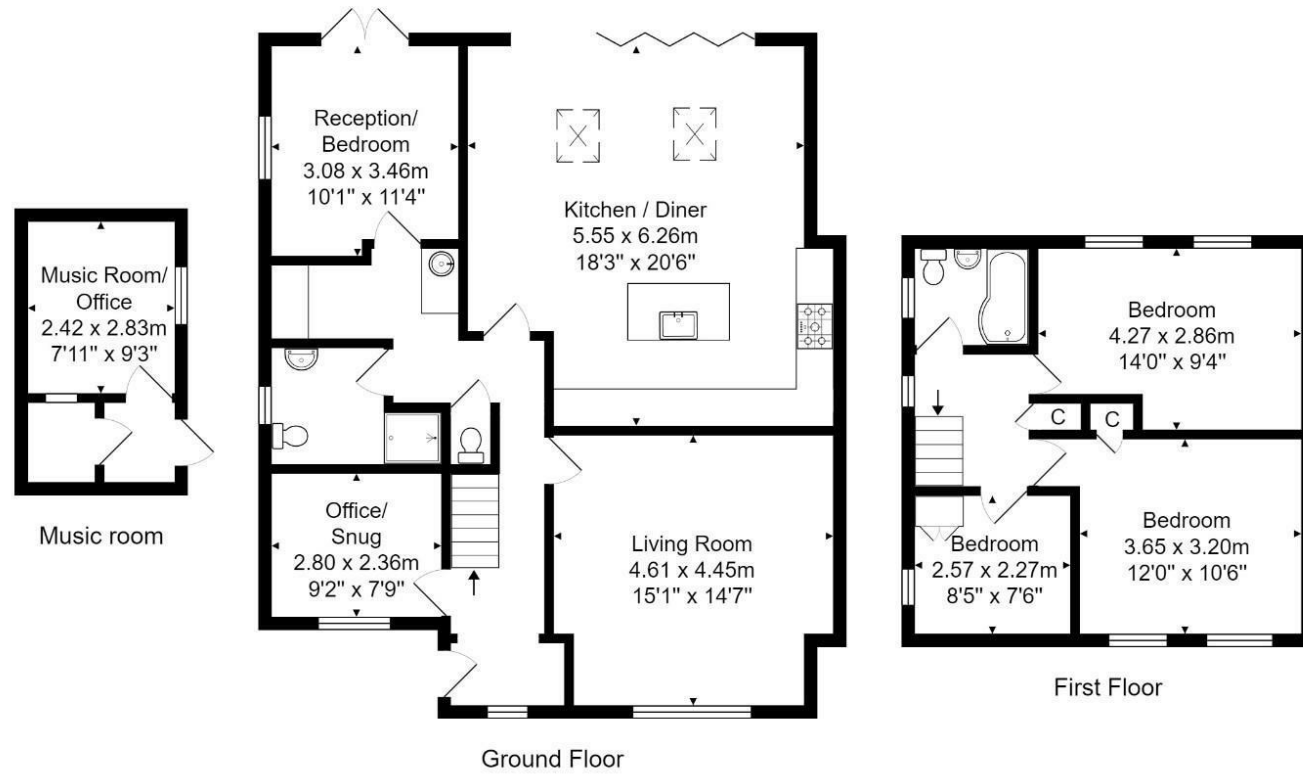 Music Room/
Office
2.42 x 2.83m
7'11" x 9'3"
Music room
Reception/
Bedroom
3.08 x 3.46m
10'1" x 11'4"
Kitchen / Diner
5.55 x 6.26m
18'3" x 20'6"
Office/
Snug
2.80 x 2.36m
9'2" x 7'9"
Living Room
4.61 x 4.45m
15'1" x 14'7"
Ground Floor
Bedroom
4.27 x 2.86m
14'0" x 9'4"
C
C
Bedroom
2.57 x 2.27m
8'5" x 7'6"
Bedroom
3.65 x 3.20m
12'0" x 10'6"
First Floor